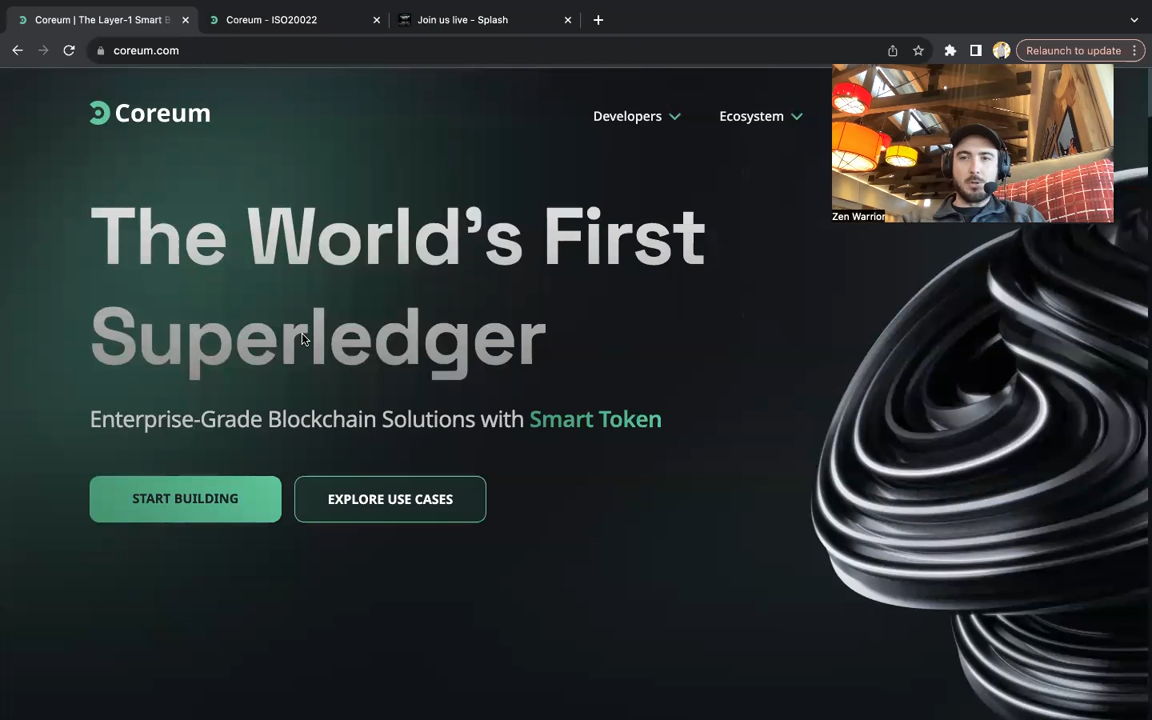 Coreum | The Layer-1 Smart B
Coreum - ISO20022
Join us live - Splash
coreum.com
Relaunch to update
Coreum
Developers
Ecosystem
Zen Warrior
The World's First
Superledger
Enterprise-Grade Blockchain Solutions with Smart Token
START BUILDING
EXPLORE USE CASES